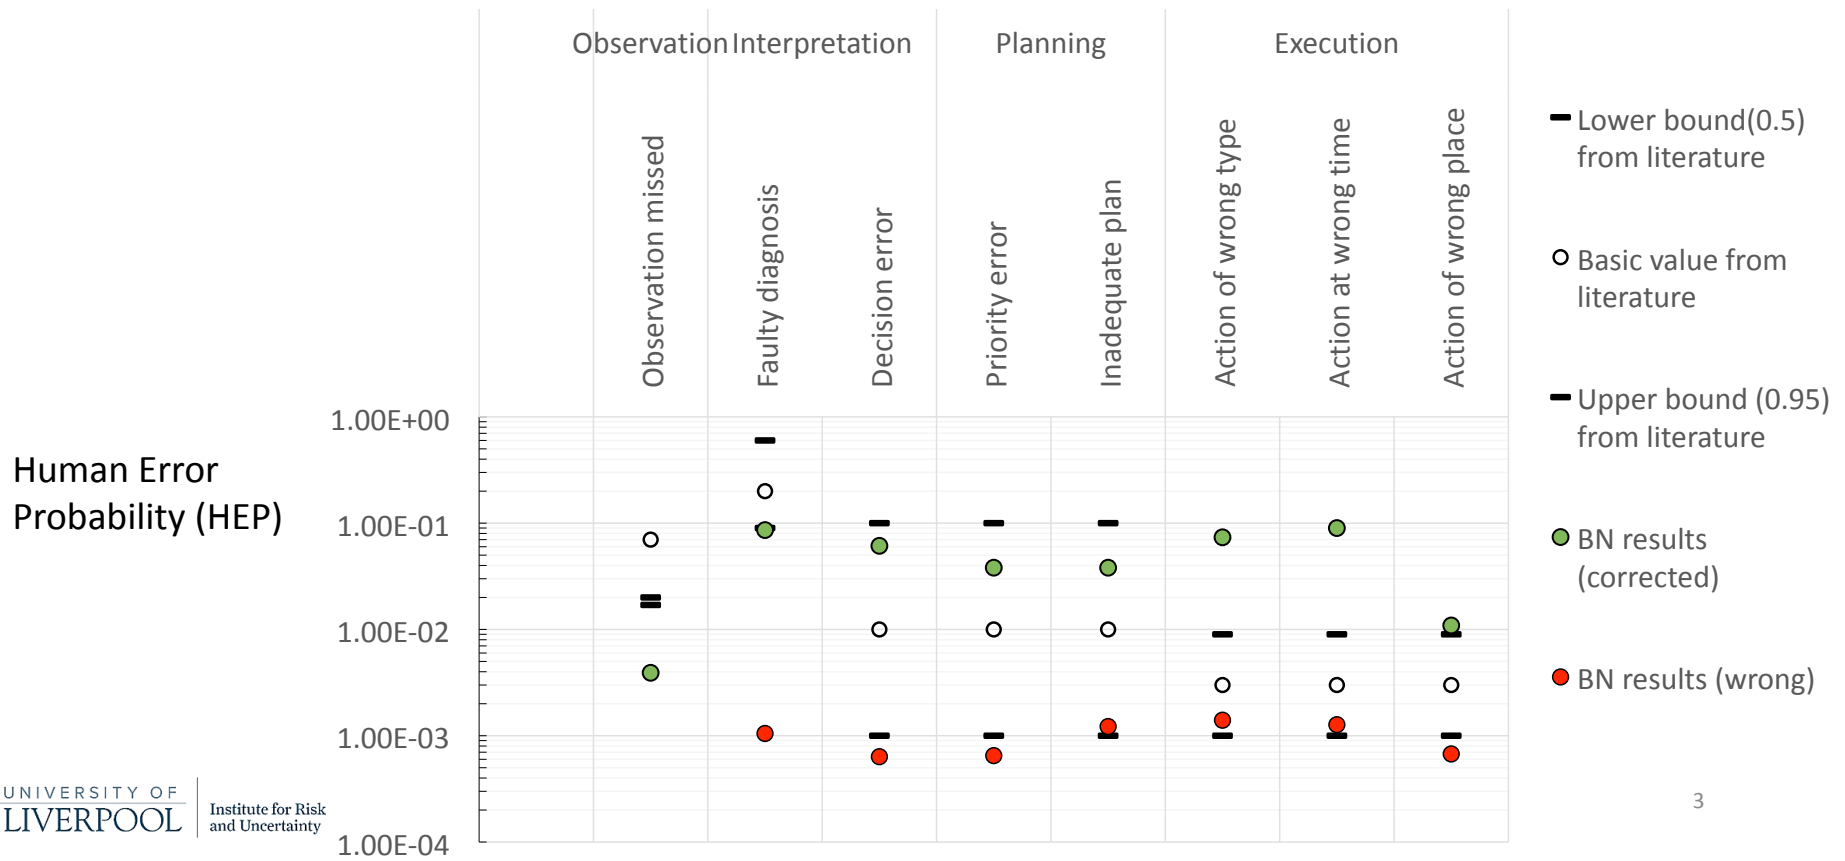 Observation
Interpretation
Planning
Execution
Observation missed
Faulty diagnosis
Decision error
Priority error
Inadequate plan
Action of wrong type
Action at wrong time
Action of wrong place
Human Error
Probability (HEP)
1.00E+00
1.00E-01
1.00E-02
1.00E-03
1.00E-04
Lower bound(0.5)
from literature
Basic value from
literature
Upper bound (0.95)
from literature
BN results
(corrected)
BN results (wrong)
UNIVERSITY OF
LIVERPOOL
Institute for Risk
and Uncertainty
3